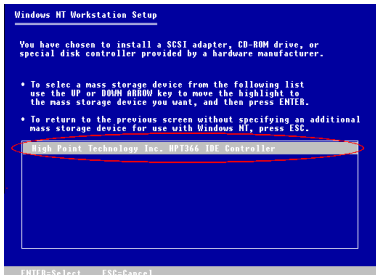 Windows NT Workstation Setup
You have chosen to install a SCSI adapter, CD-ROM drive, or
special disk controller provided by a hardware manufacturer.
• To selec a mass storage device from the following list
use the UP or DOWN ARROW key to move the highlight to
the mass storage device you want, and then press ENTER.
• To return to the previous screen without specifying an additional
mass storage device for use with Windows NT, press ESC.
High Point Technology Inc. HPT366 IDE Controller
ENTER=Select ESC=Cancel